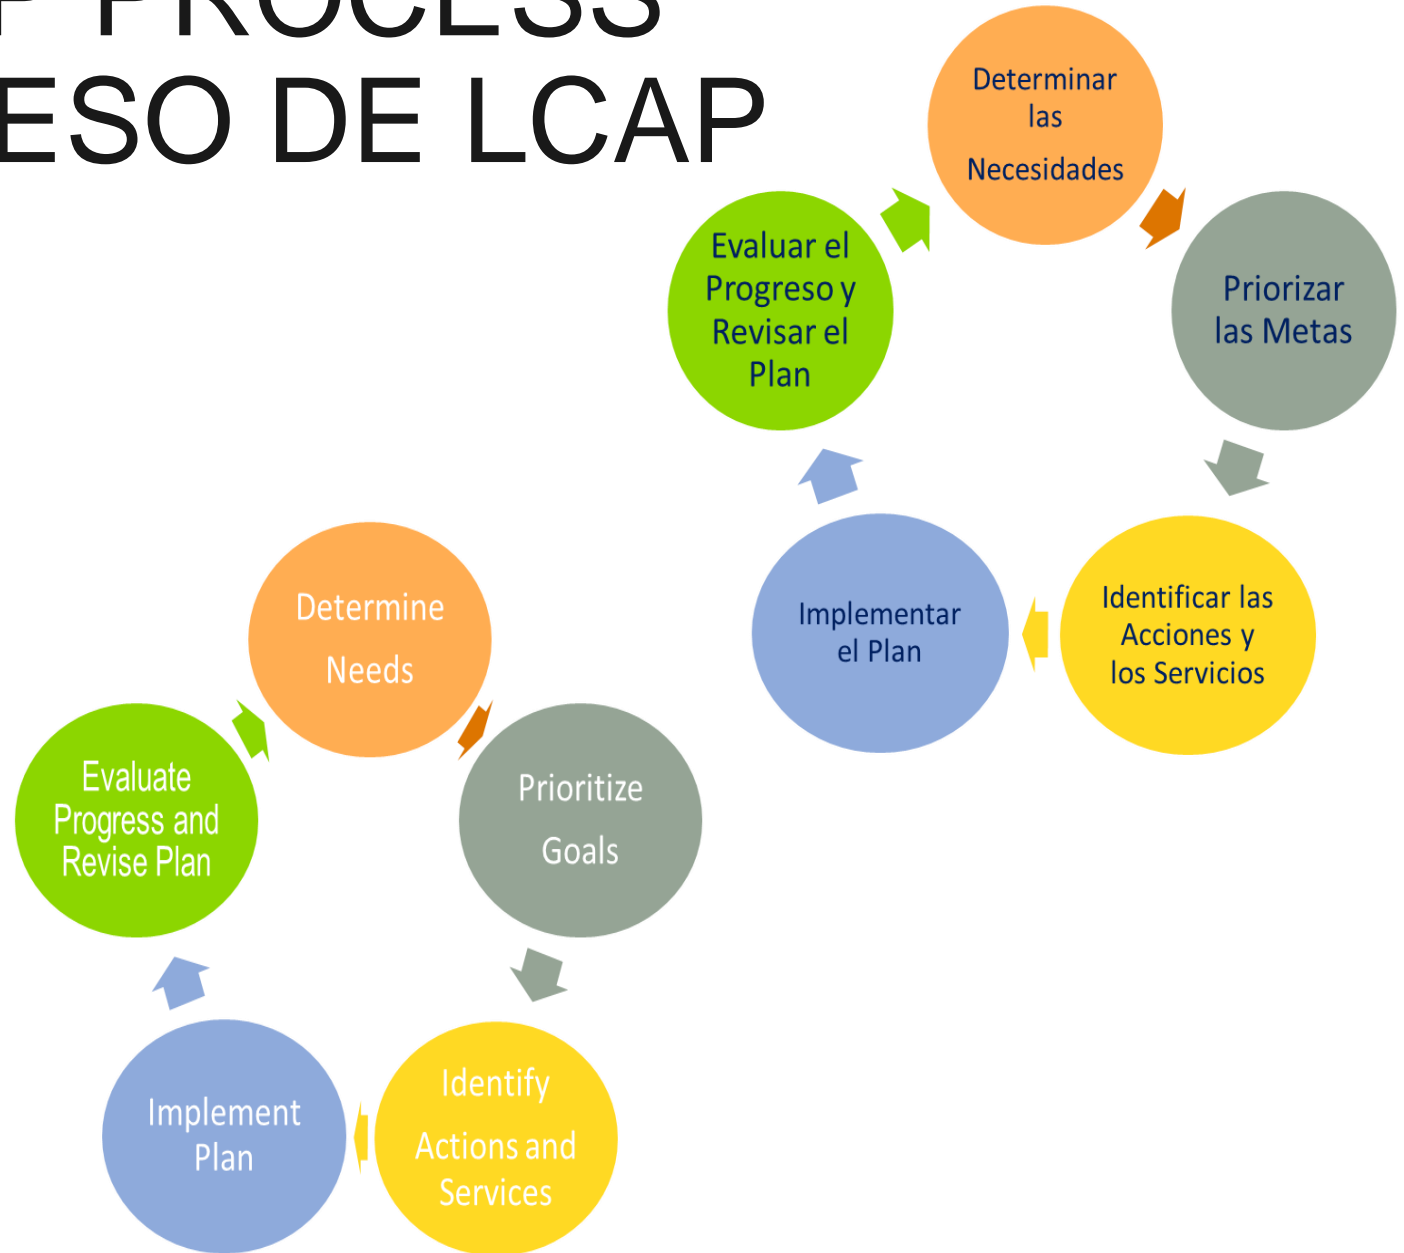 P PROCESS
ESO DE LCAP
Determinar
las
Necesidades
Priorizar
las Metas
Identificar las
Acciones y
los Servicios
Implementar
el Plan
Evaluar el
Progreso y
Revisar el
Plan
Determine
Needs
Prioritize
Goals
Identify
Actions and
Services
Implement
Plan
Evaluate
Progress and
Revise Plan